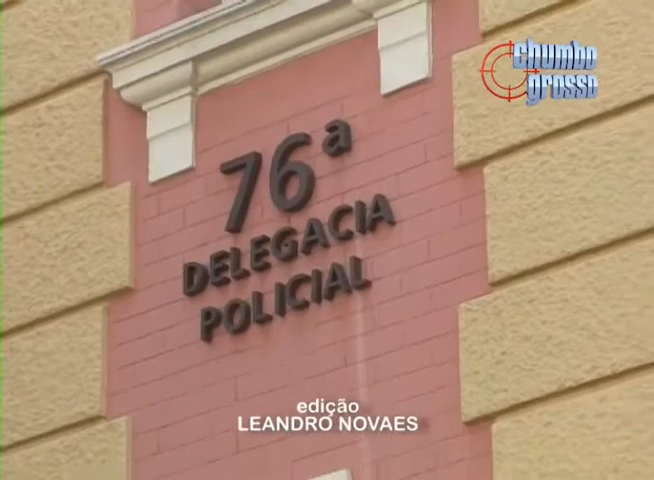 chumbo
grosso
76ª
DELEGACIA
POLICIAL
edição
LEANDRO NOVAES